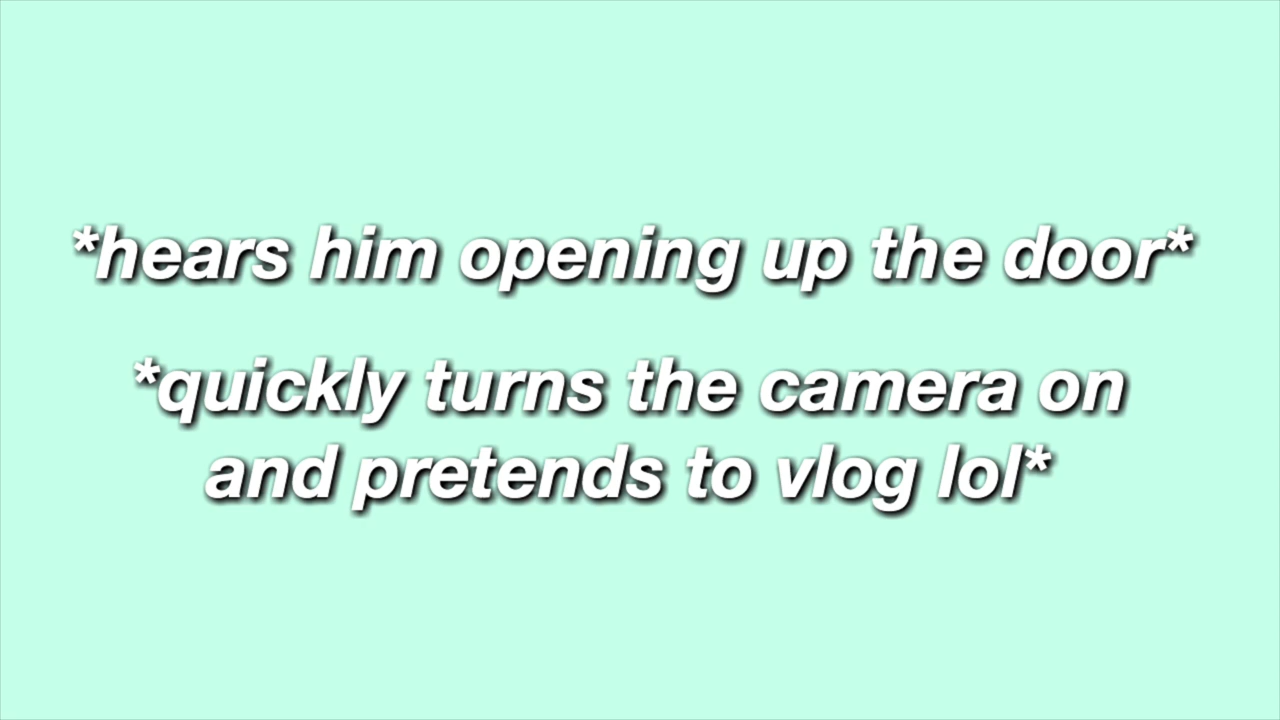 *hears him opening up the door*
*quickly turns the camera on
and pretends to vlog lol*